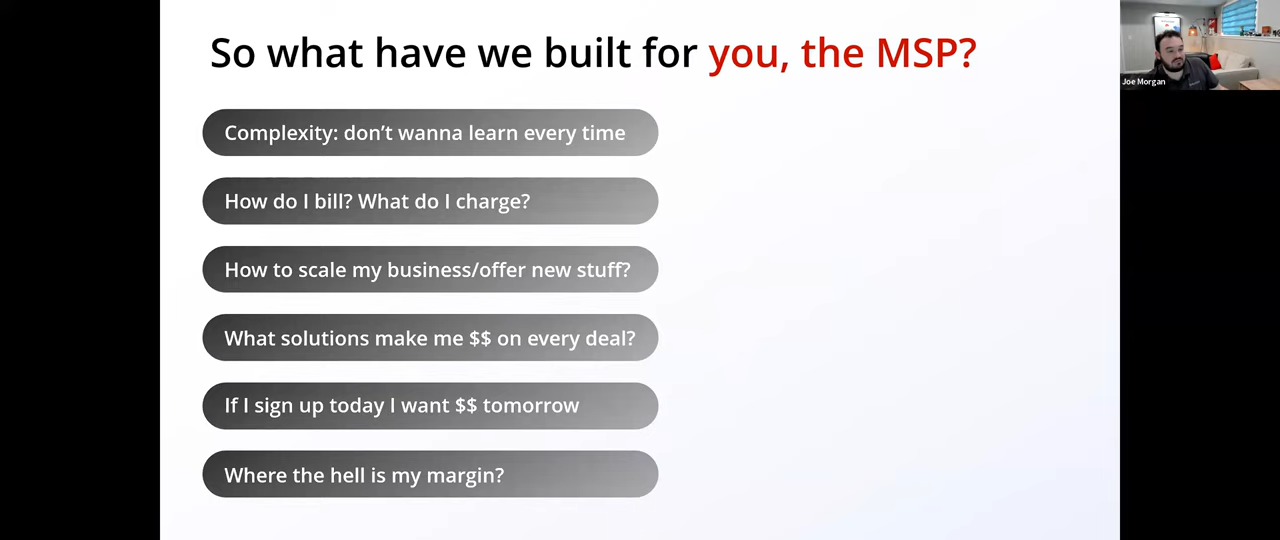 So what have we built for you, the MSP?
Complexity: don’t wanna learn every time
How do I bill? What do I charge?
How to scale my business/offer new stuff?
What solutions make me $$ on every deal?
If I sign up today I want $$ tomorrow
Where the hell is my margin?
Joe Morgan